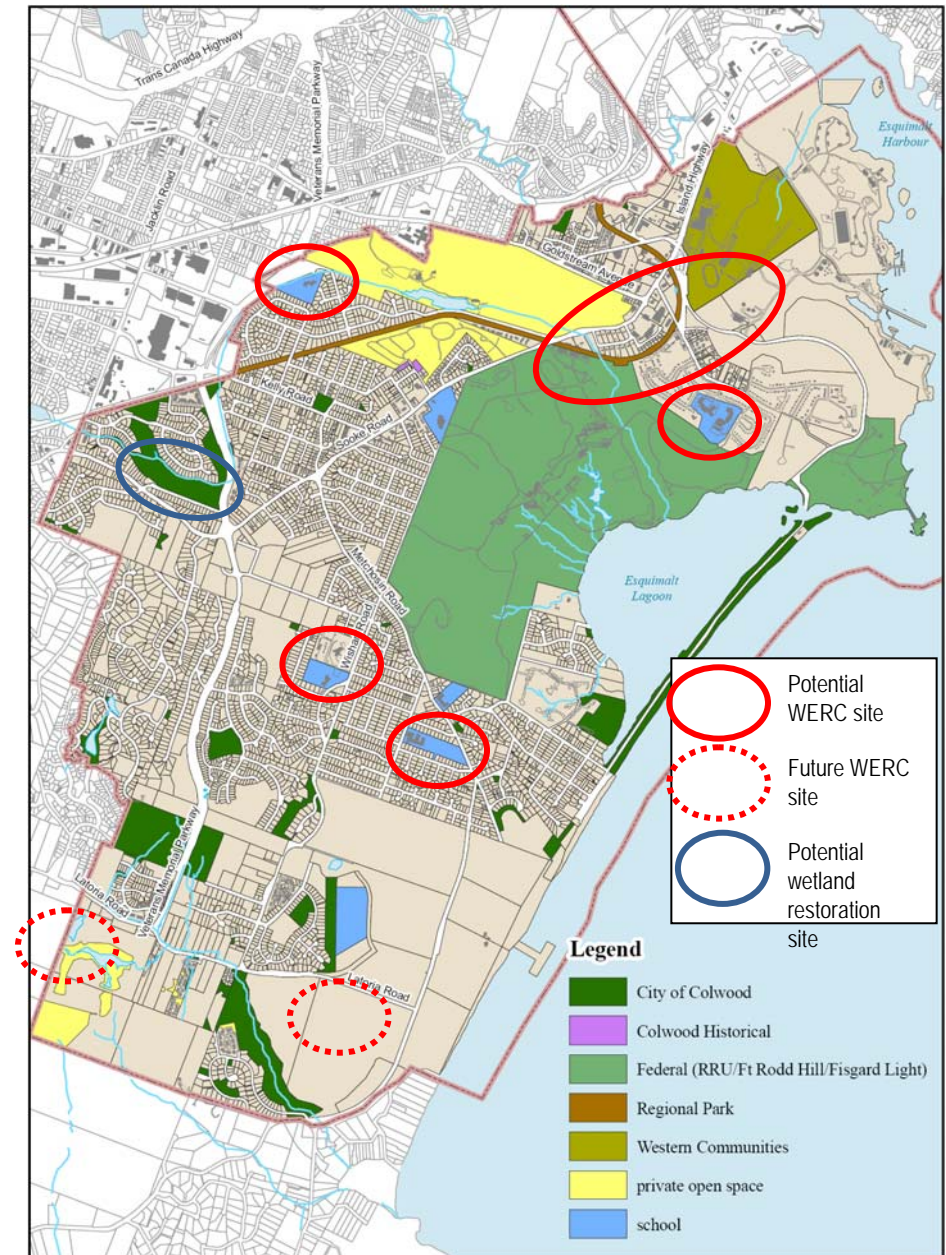 Trans Canada Highway
Veterans Memorial Parkway
Jacklin Road
Island Highway
Esquimalt
Harbour
Goldstream Avenue
Kelly Road
Sooke Road
Metchosin Road
Wishart Road
Esquimalt
Lagoon
Potential
WERC site
Future WERC
site
Potential
wetland
restoration
site
Veterans Memorial Parkway
Latoria Road
Latoria Road
Legend
City of Colwood
Colwood Historical
Federal (RRU/Ft Rodd Hill/Fisgard Light)
Regional Park
Western Communities
private open space
school